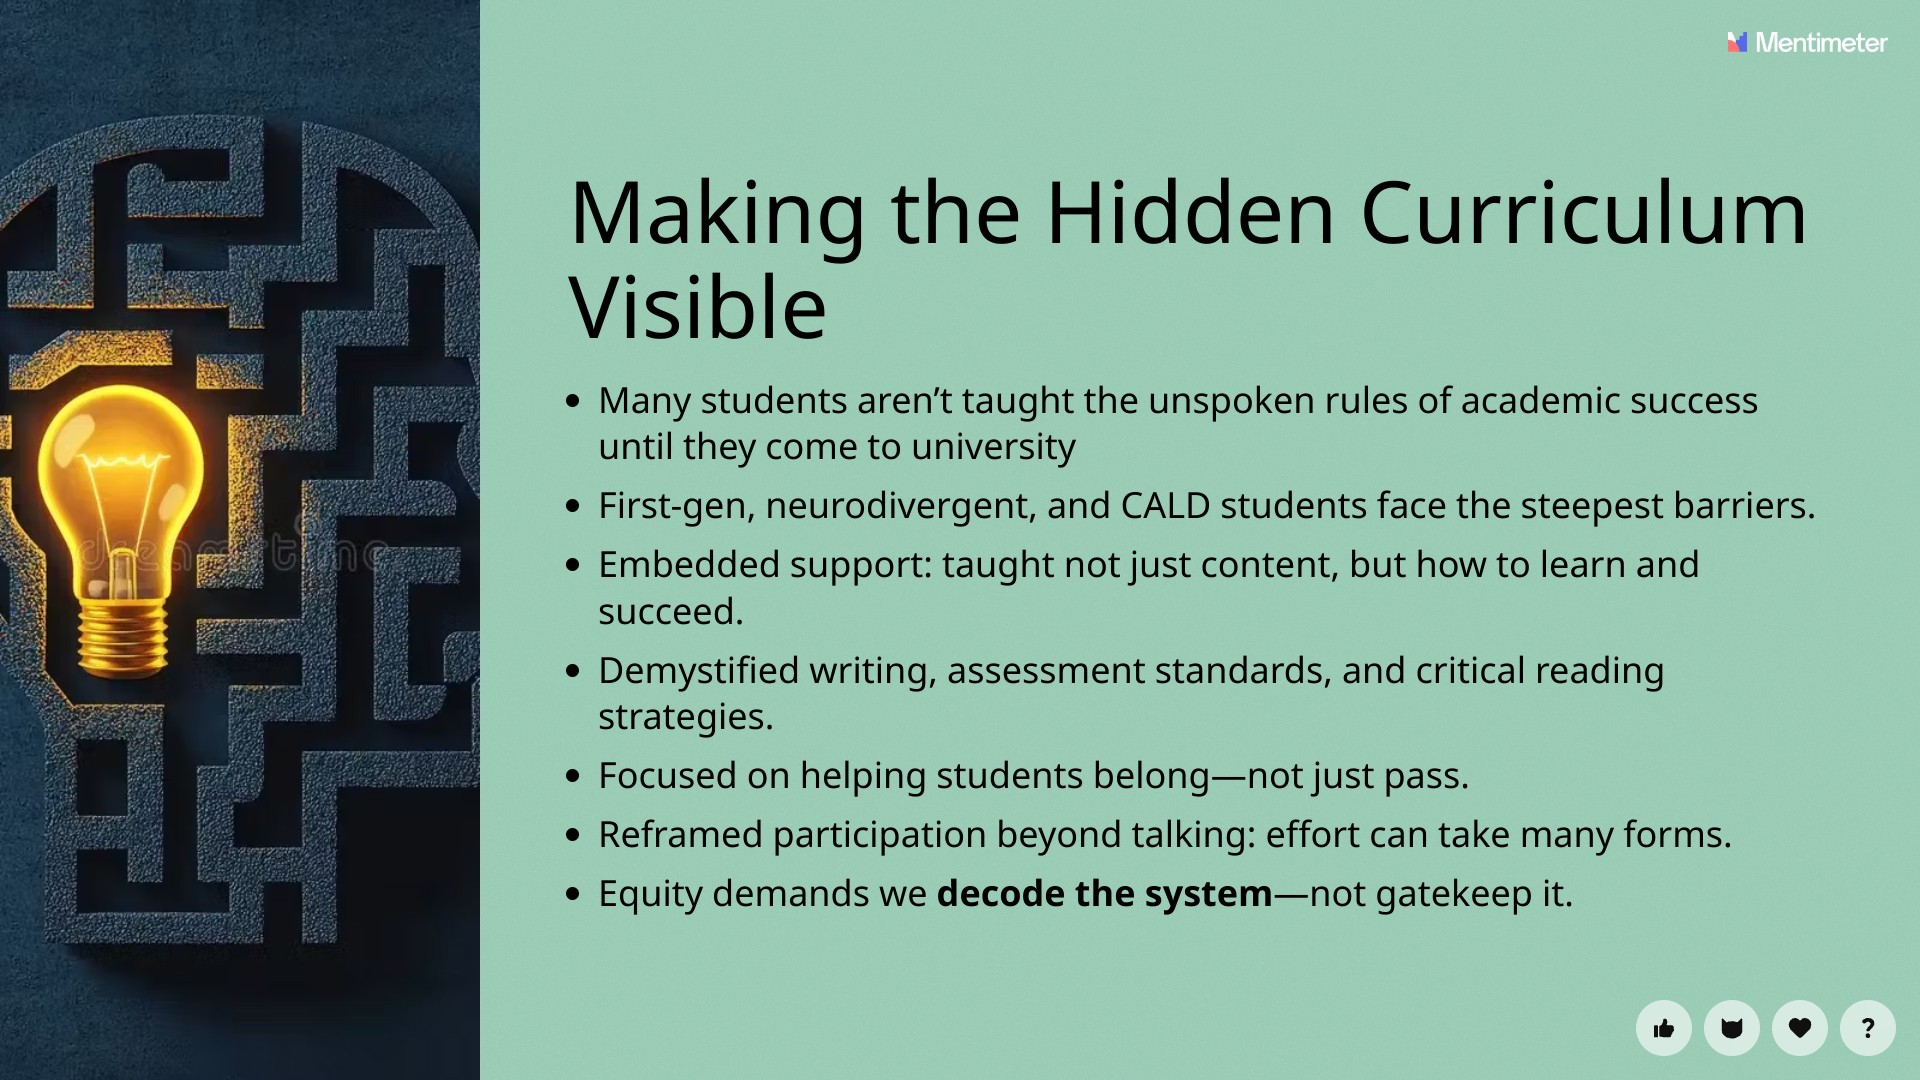 Mentimeter
Making the Hidden Curriculum
Visible
• Many students aren’t taught the unspoken rules of academic success
until they come to university
• First-gen, neurodivergent, and CALD students face the steepest barriers.
• Embedded support: taught not just content, but how to learn and
succeed.
• Demystified writing, assessment standards, and critical reading
strategies.
• Focused on helping students belong—not just pass.
• Reframed participation beyond talking: effort can take many forms.
• Equity demands we decode the system—not gatekeep it.
dreamstime
?